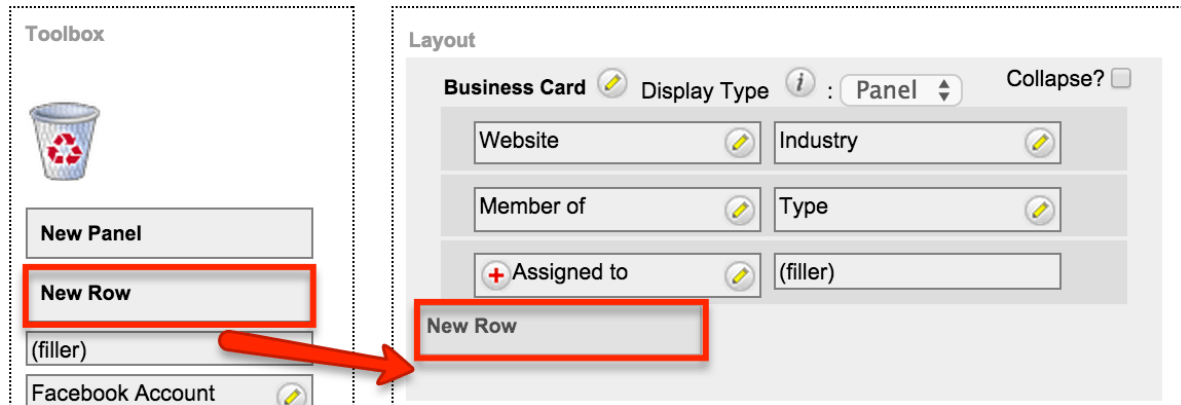 Toolbox
New Panel
New Row
(filler)
Facebook Account
Layout
Business Card Display Type i : Panel Collapse?
Website Industry
Member of Type
Assigned to (filler)
New Row